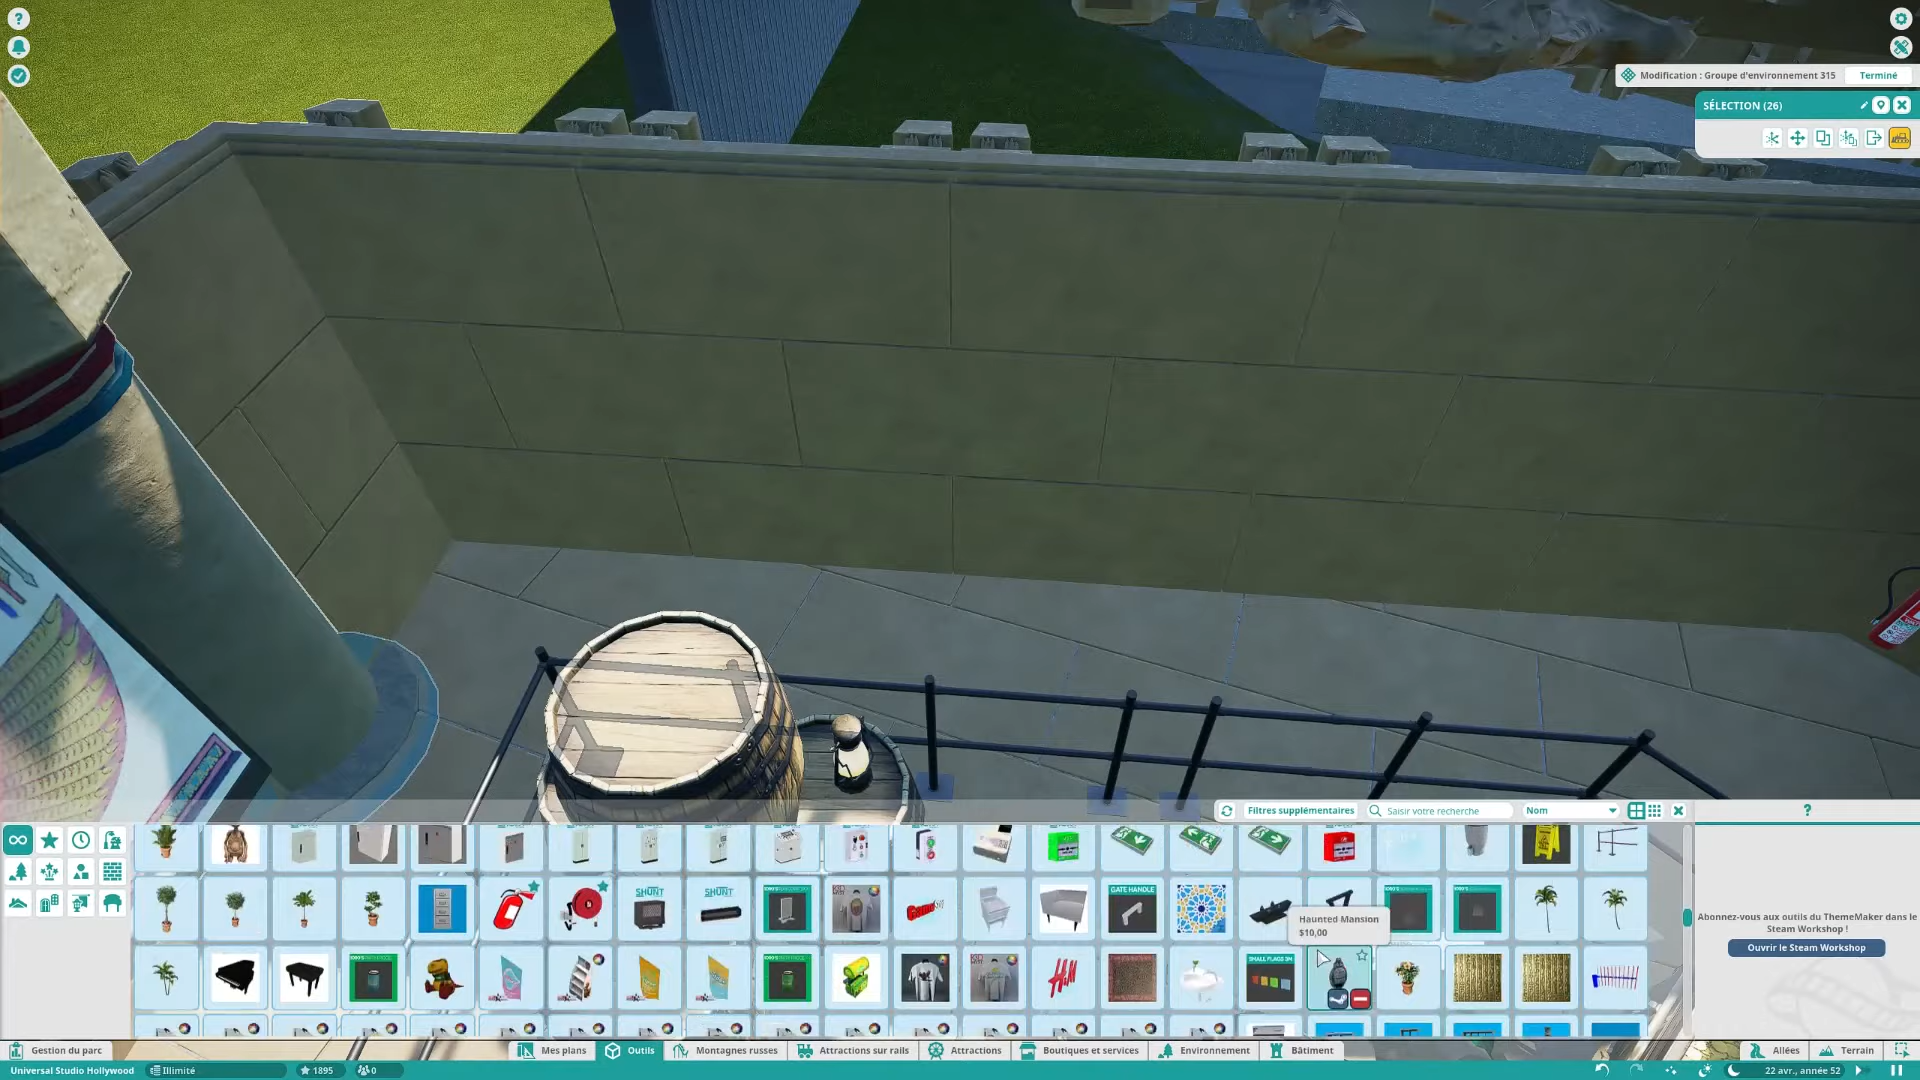 Modification : Groupe d'environnement 315
Terminé
SÉLECTION (26)
Filtres supplémentaires
Saisir votre recherche
Nom
?
SHUNT
SHUNT
GATE HANDLE
Haunted Mansion
$10,00
SMALL FLAGS 3M
H&M
Abonnez-vous aux outils du ThemeMaker dans le
Steam Workshop !
Ouvrir le Steam Workshop
Gestion du parc
Mes plans
Outils
Montagnes russes
Attractions sur rails
Attractions
Boutiques et services
Environnement
Bâtiment
Allées
Terrain
Universal Studio Hollywood
Illimité
1895
0
22 avr., année 52